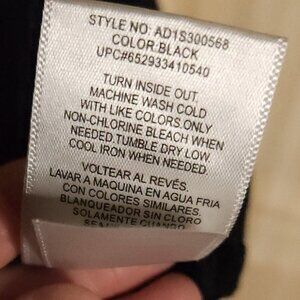 STYLE NO: AD1S300568
COLOR:BLACK
UPC#652933410540
TURN INSIDE OUT,
MACHINE WASH COLD
WITH LIKE COLORS.ONLY
NON-CHLORINE BLEACH WHEN
NEEDED.TUMBLE DRY LOW
COOL IRON WHEN NEEDED.
VOLTEAR AL REVÉS.
LAVAR A MAQUINA EN AGUA FRIA
CON COLORES SIMILARES.
BLANQUEADOR SIN CLORO
SOLAMENTE CUANDO